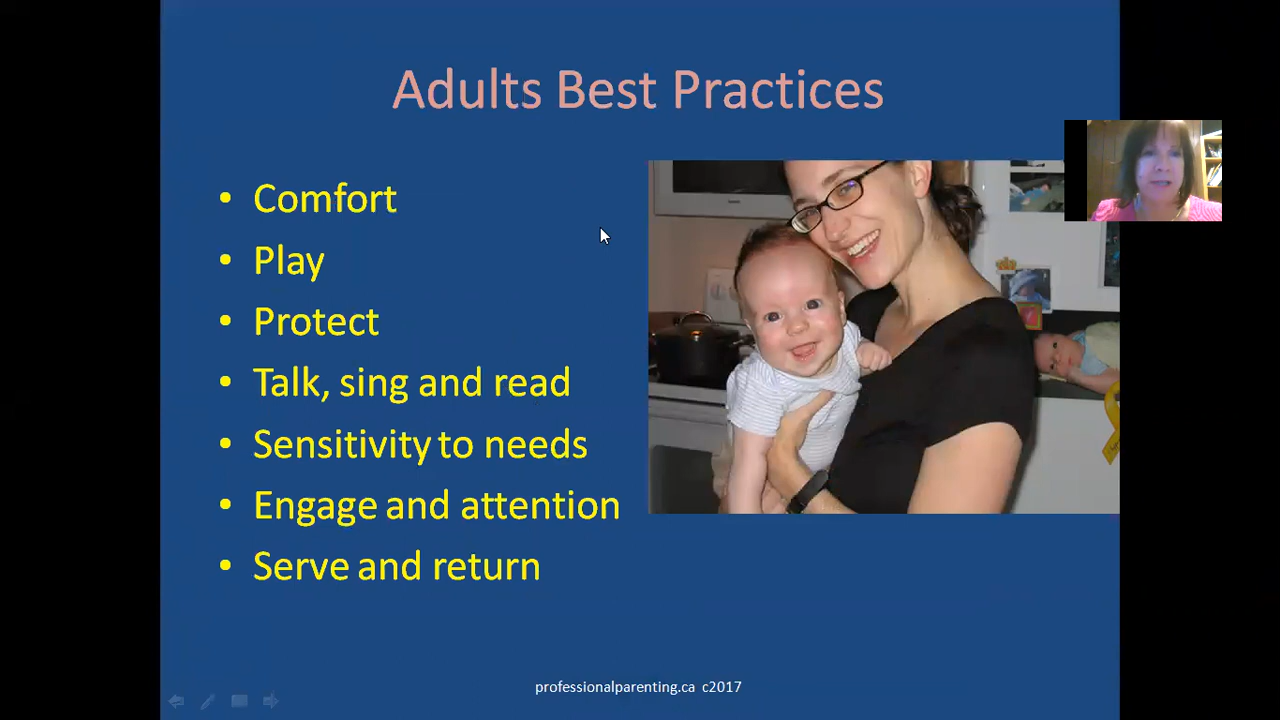 Adults Best Practices
• Comfort
• Play
• Protect
• Talk, sing and read
• Sensitivity to needs
• Engage and attention
• Serve and return
professionalparenting.ca c2017